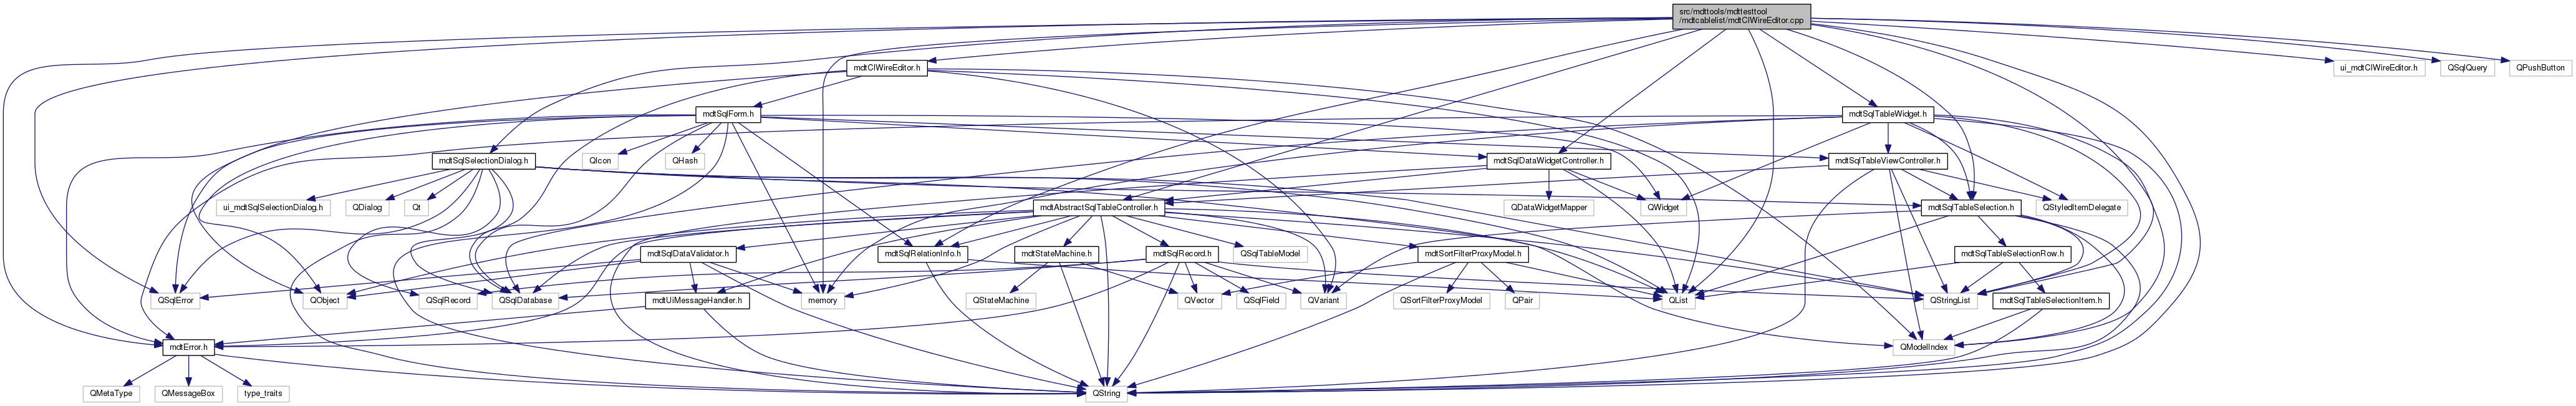 src/mdttools/mdttesttool
/mdtcablelist/mdtClWireEditor.cpp
mdtClWireEditor.h
ui_mdtClWireEditor.h
QSqlQuery
QPushButton
mdtSqlForm.h
mdtSqlTableWidget.h
mdtSqlSelectionDialog.h
QIcon
QHash
mdtSqlDataWidgetController.h
mdtSqlTableViewController.h
ui_mdtSqlSelectionDialog.h
QDialog
Qt
mdtAbstractSqlTableController.h
QDataWidgetMapper
QWidget
mdtSqlTableSelection.h
QStyledItemDelegate
mdtSqlDataValidator.h
mdtSqlRelationInfo.h
mdtStateMachine.h
mdtSqlRecord.h
QSqlTableModel
mdtSortFilterProxyModel.h
mdtSqlTableSelectionRow.h
QSqlError
QObject
QSqlRecord
QSqlDatabase
mdtUiMessageHandler.h
memory
QStateMachine
QVector
QSqlField
QVariant
QSortFilterProxyModel
QPair
QList
QStringList
mdtSqlTableSelectionItem.h
mdtError.h
QModelIndex
QMetaType
QMessageBox
type_traits
QString